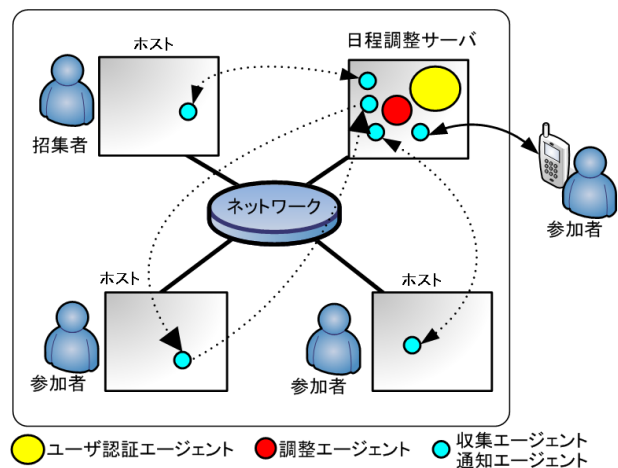 ホスト
日程調整サーバ
招集者
ネットワーク
参加者
ホスト
ホスト
参加者
参加者
ユーザ認証エージェント
調整エージェント
収集エージェント
通知エージェント